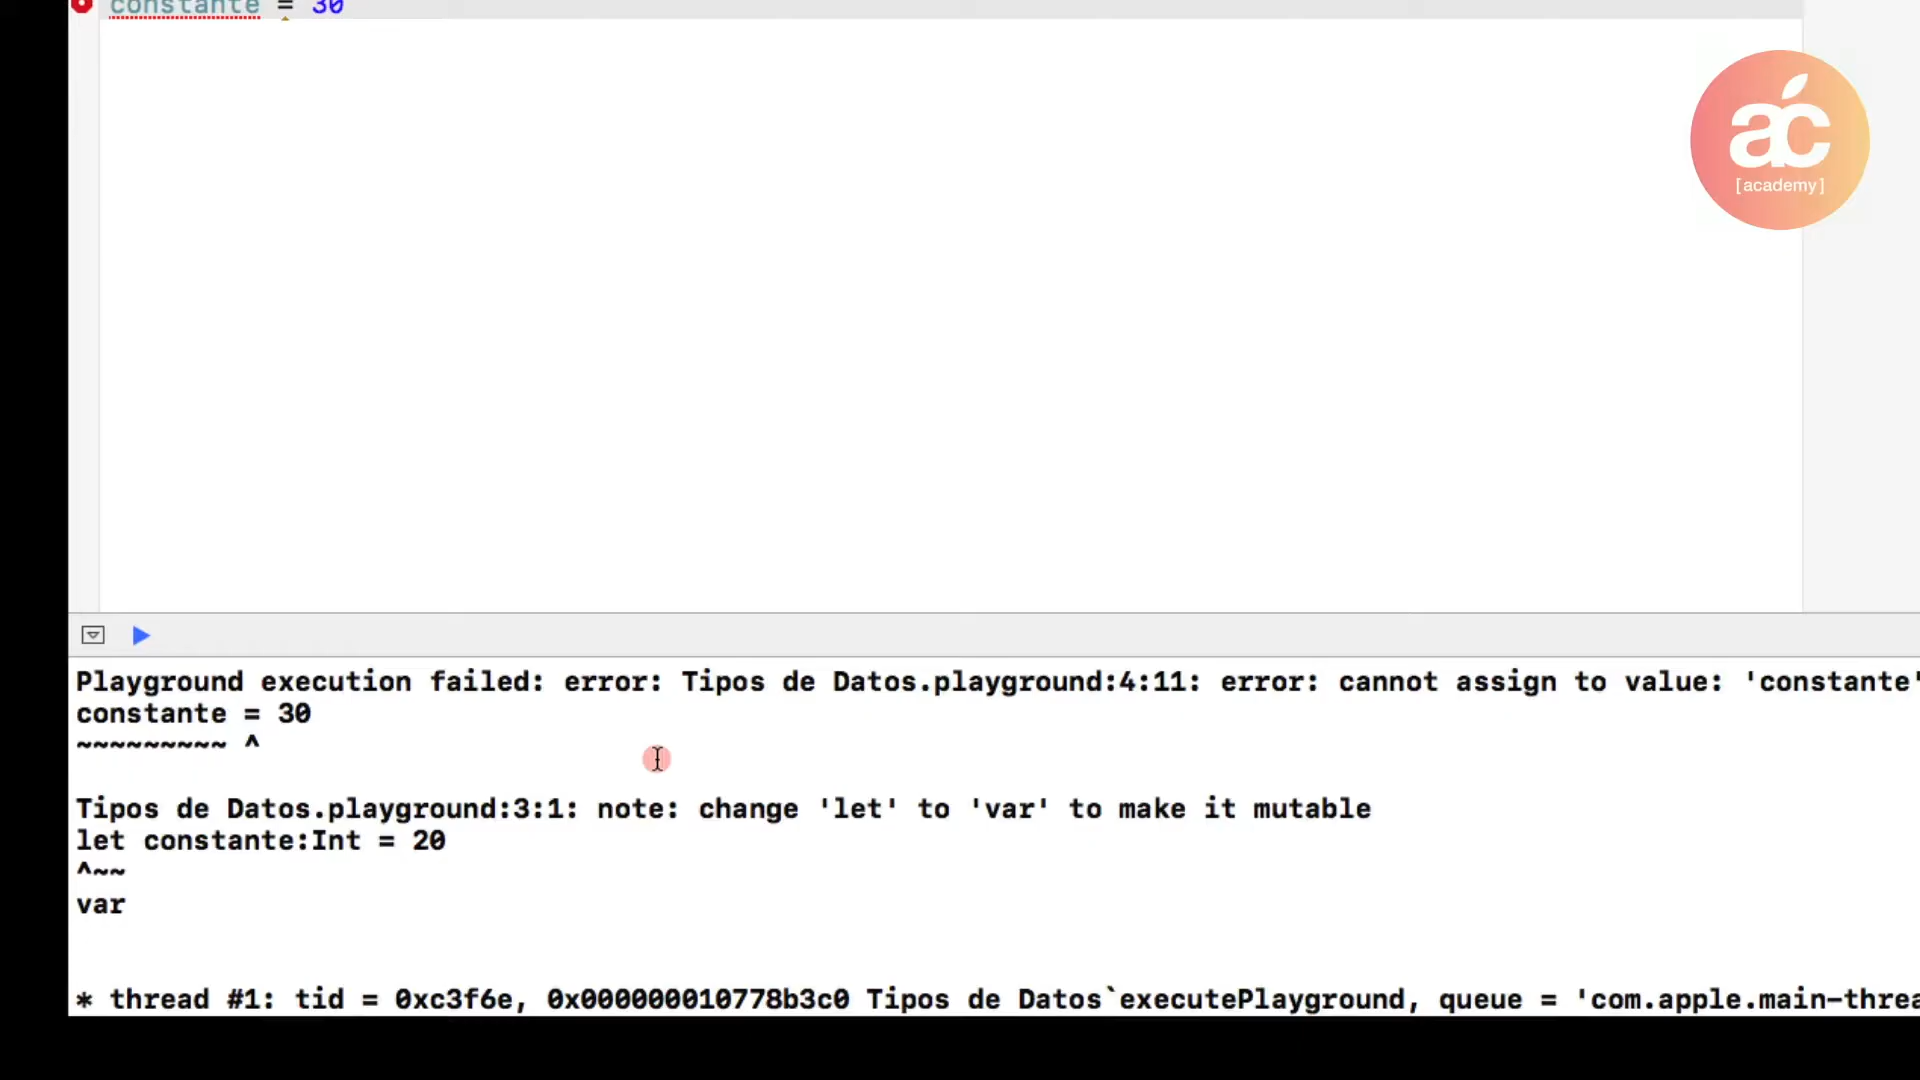 constante = 30
ac
[academy]
Playground execution failed: error: Tipos de Datos.playground:4:11: error: cannot assign to value: 'constante'
constante = 30
~~~~~~~~~ ^
Tipos de Datos.playground:3:1: note: change 'let' to 'var' to make it mutable
let constante:Int = 20
^~~
var
* thread #1: tid = 0xc3f6e, 0x000000010778b3c0 Tipos de Datos`executePlayground, queue = 'com.apple.main-threa